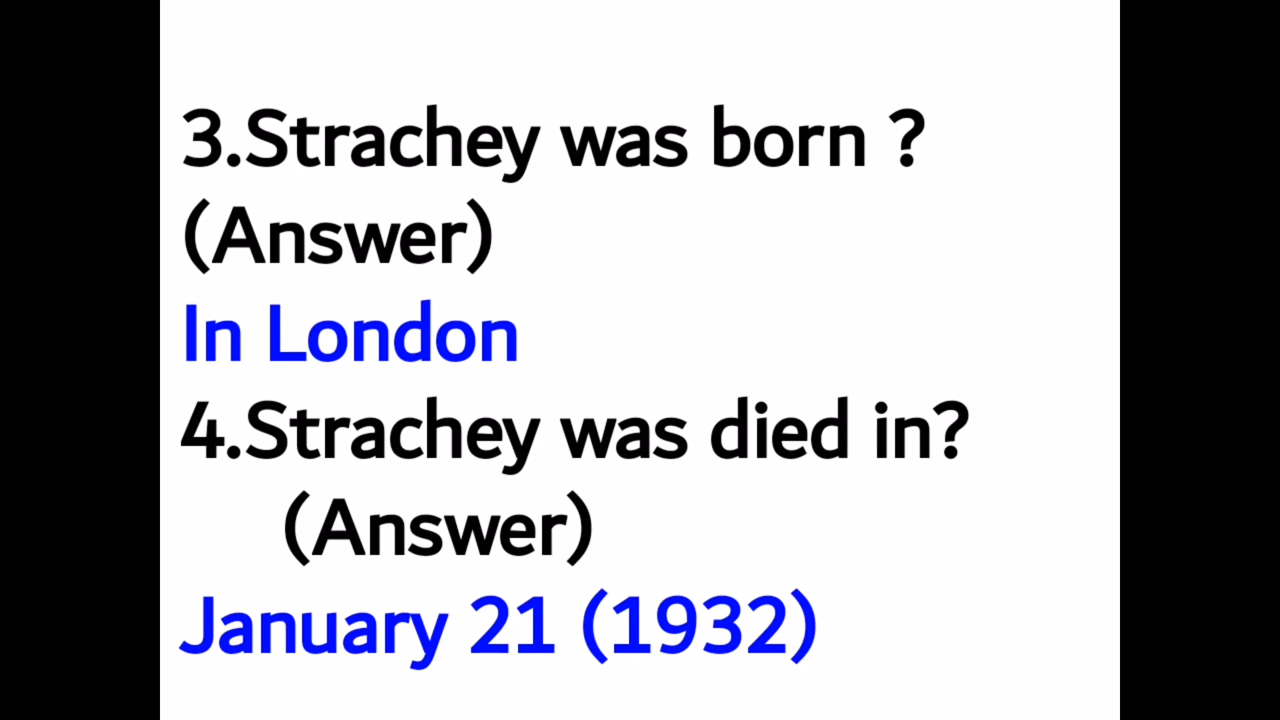 3.Strachey was born ?
(Answer)
In London
4.Strachey was died in?
(Answer)
January 21 (1932)